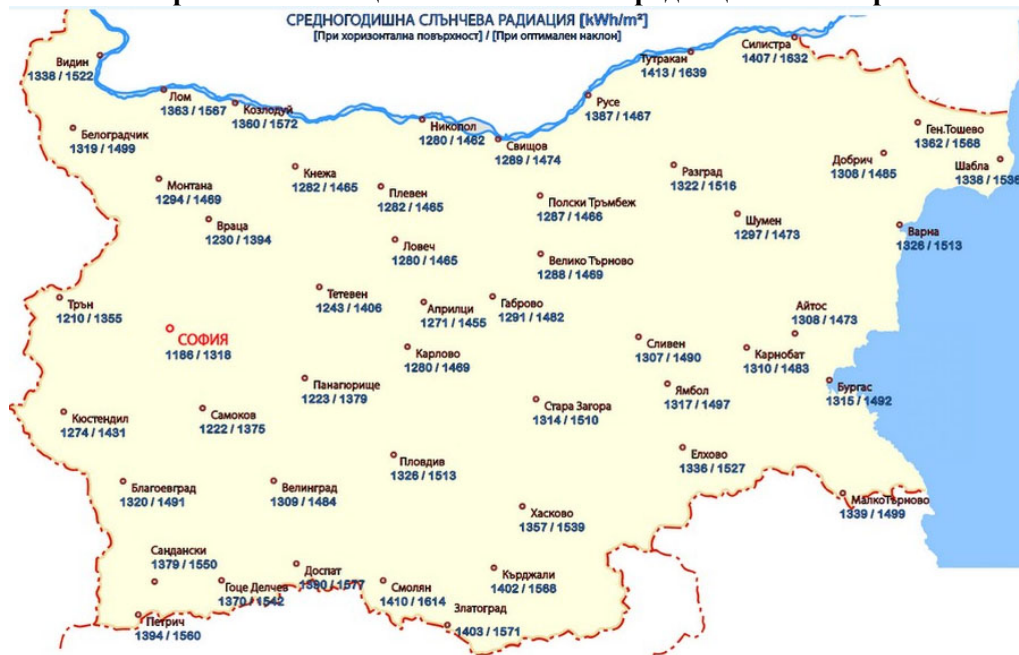 СРЕДНОГОДИШНА СЛЪНЧЕВА РАДИАЦИЯ [kWh/m²]
[При хоризонтална повърхност] / [При оптимален наклон]
Видин
1338 / 1522
Лом
1363 / 1567
Козлодуй
1360 / 1572
Белоградчик
1319 / 1499
Монтана
1294 / 1469
Враца
1230 / 1394
Кнежа
1282 / 1465
Никопол
1280 / 1462
Плевен
1282 / 1465
Свищов
1289 / 1474
Русе
1387 / 1467
Тутракан
1413 / 1639
Силистра
1407 / 1632
Ген.Тошево
1362 / 1568
Добрич
1308 / 1485
Шабла
1338 / 1536
Разград
1322 / 1516
Шумен
1297 / 1473
Варна
1326 / 1513
Полски Тръмбеж
1287 / 1466
Ловеч
1280 / 1465
Велико Търново
1288 / 1469
Трън
1210 / 1355
Тетевен
1243 / 1406
Априлци
1271 / 1455
Габрово
1291 / 1482
Айтос
1308 / 1473
СОФИЯ
1186 / 1318
Карлово
1280 / 1469
Сливен
1307 / 1490
Карнобат
1310 / 1483
Панапорище
1223 / 1379
Ямбол
1317 / 1497
Бургас
1315 / 1492
Кюстендил
1274 / 1431
Самоков
1222 / 1375
Стара Загора
1314 / 1510
Пловдив
1326 / 1513
Елхово
1336 / 1527
Благоевград
1320 / 1491
Велинград
1309 / 1484
МалкоТърново
1339 / 1499
Хасково
1357 / 1539
Сандански
1379 / 1550
Гоце Делчев
1370 / 1542
Доспат
1390 / 1577
Смолян
1410 / 1614
Кърджали
1402 / 1568
Златоград
1403 / 1571
Петрич
1394 / 1560